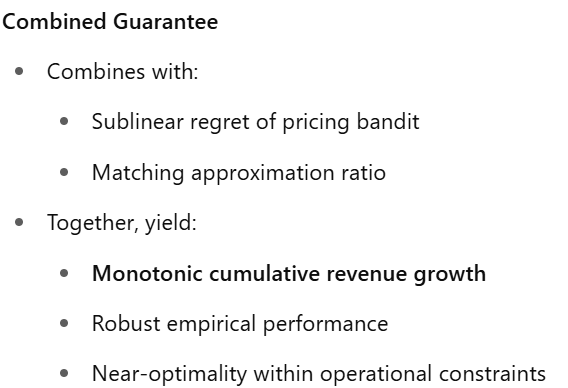 Combined Guarantee
Combines with:
Sublinear regret of pricing bandit
Matching approximation ratio
Together, yield:
Monotonic cumulative revenue growth
Robust empirical performance
Near-optimality within operational constraints